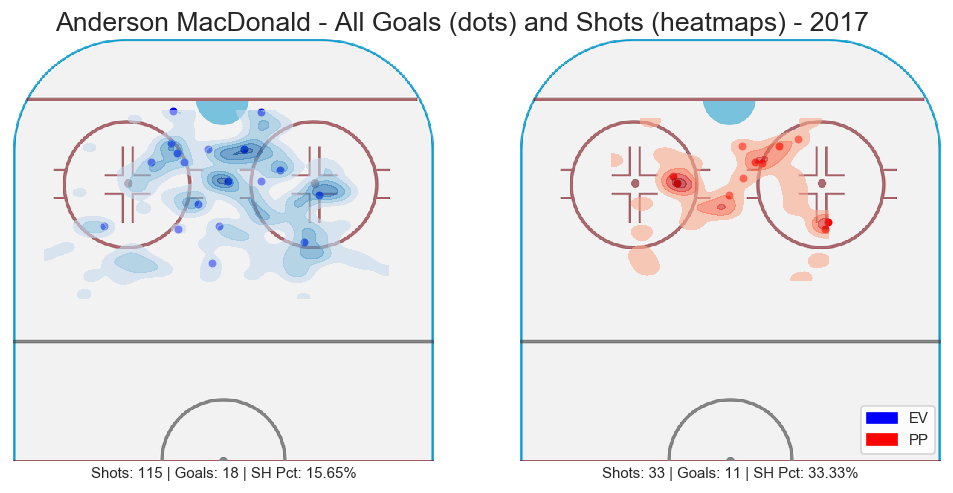 Anderson MacDonald - All Goals (dots) and Shots (heatmaps) - 2017
EV
PP
Shots: 115 | Goals: 18 | SH Pct: 15.65%
Shots: 33 | Goals: 11 | SH Pct: 33.33%